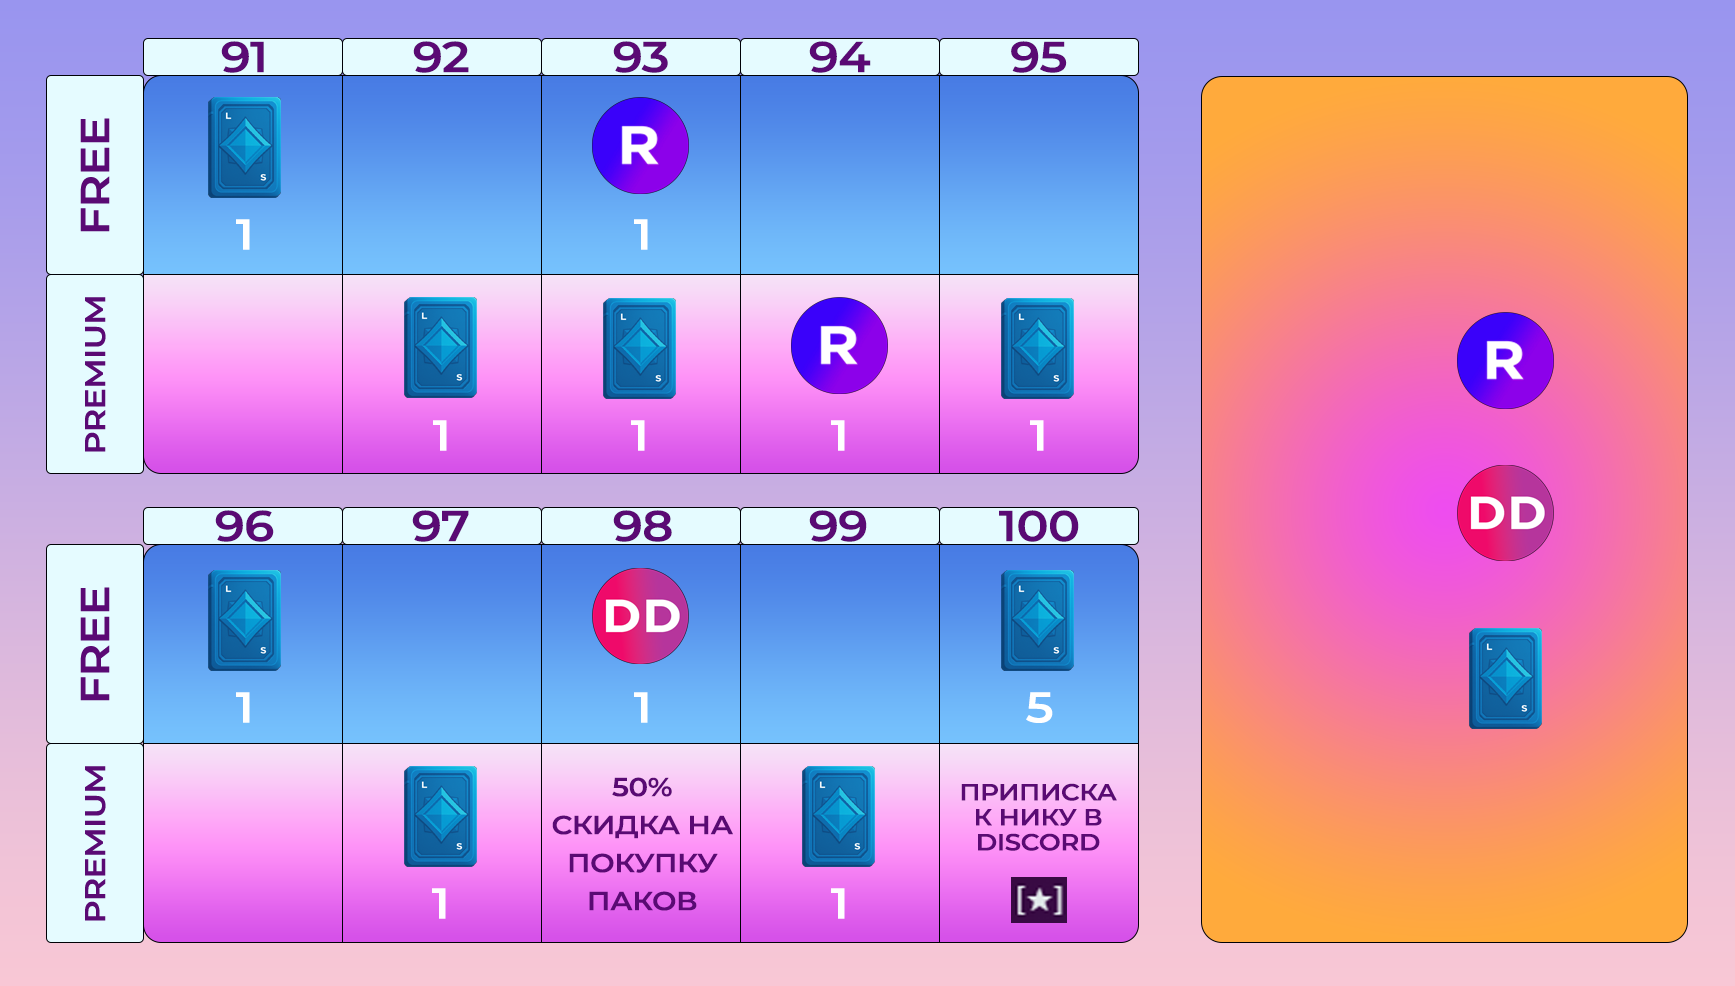 91 92 93 94 95
FREE
L S R
1 1
PREMIUM
L S L S R L S
1 1 1 1
96 97 98 99 100
FREE
L S DD L S
1 1 5
PREMIUM
L S
1
50%
СКИДКА НА
ПОКУПКУ
ПАКОВ
L S
1
ПРИПИСКА
К НИКУ В
DISCORD
[★]
R
DD
L S